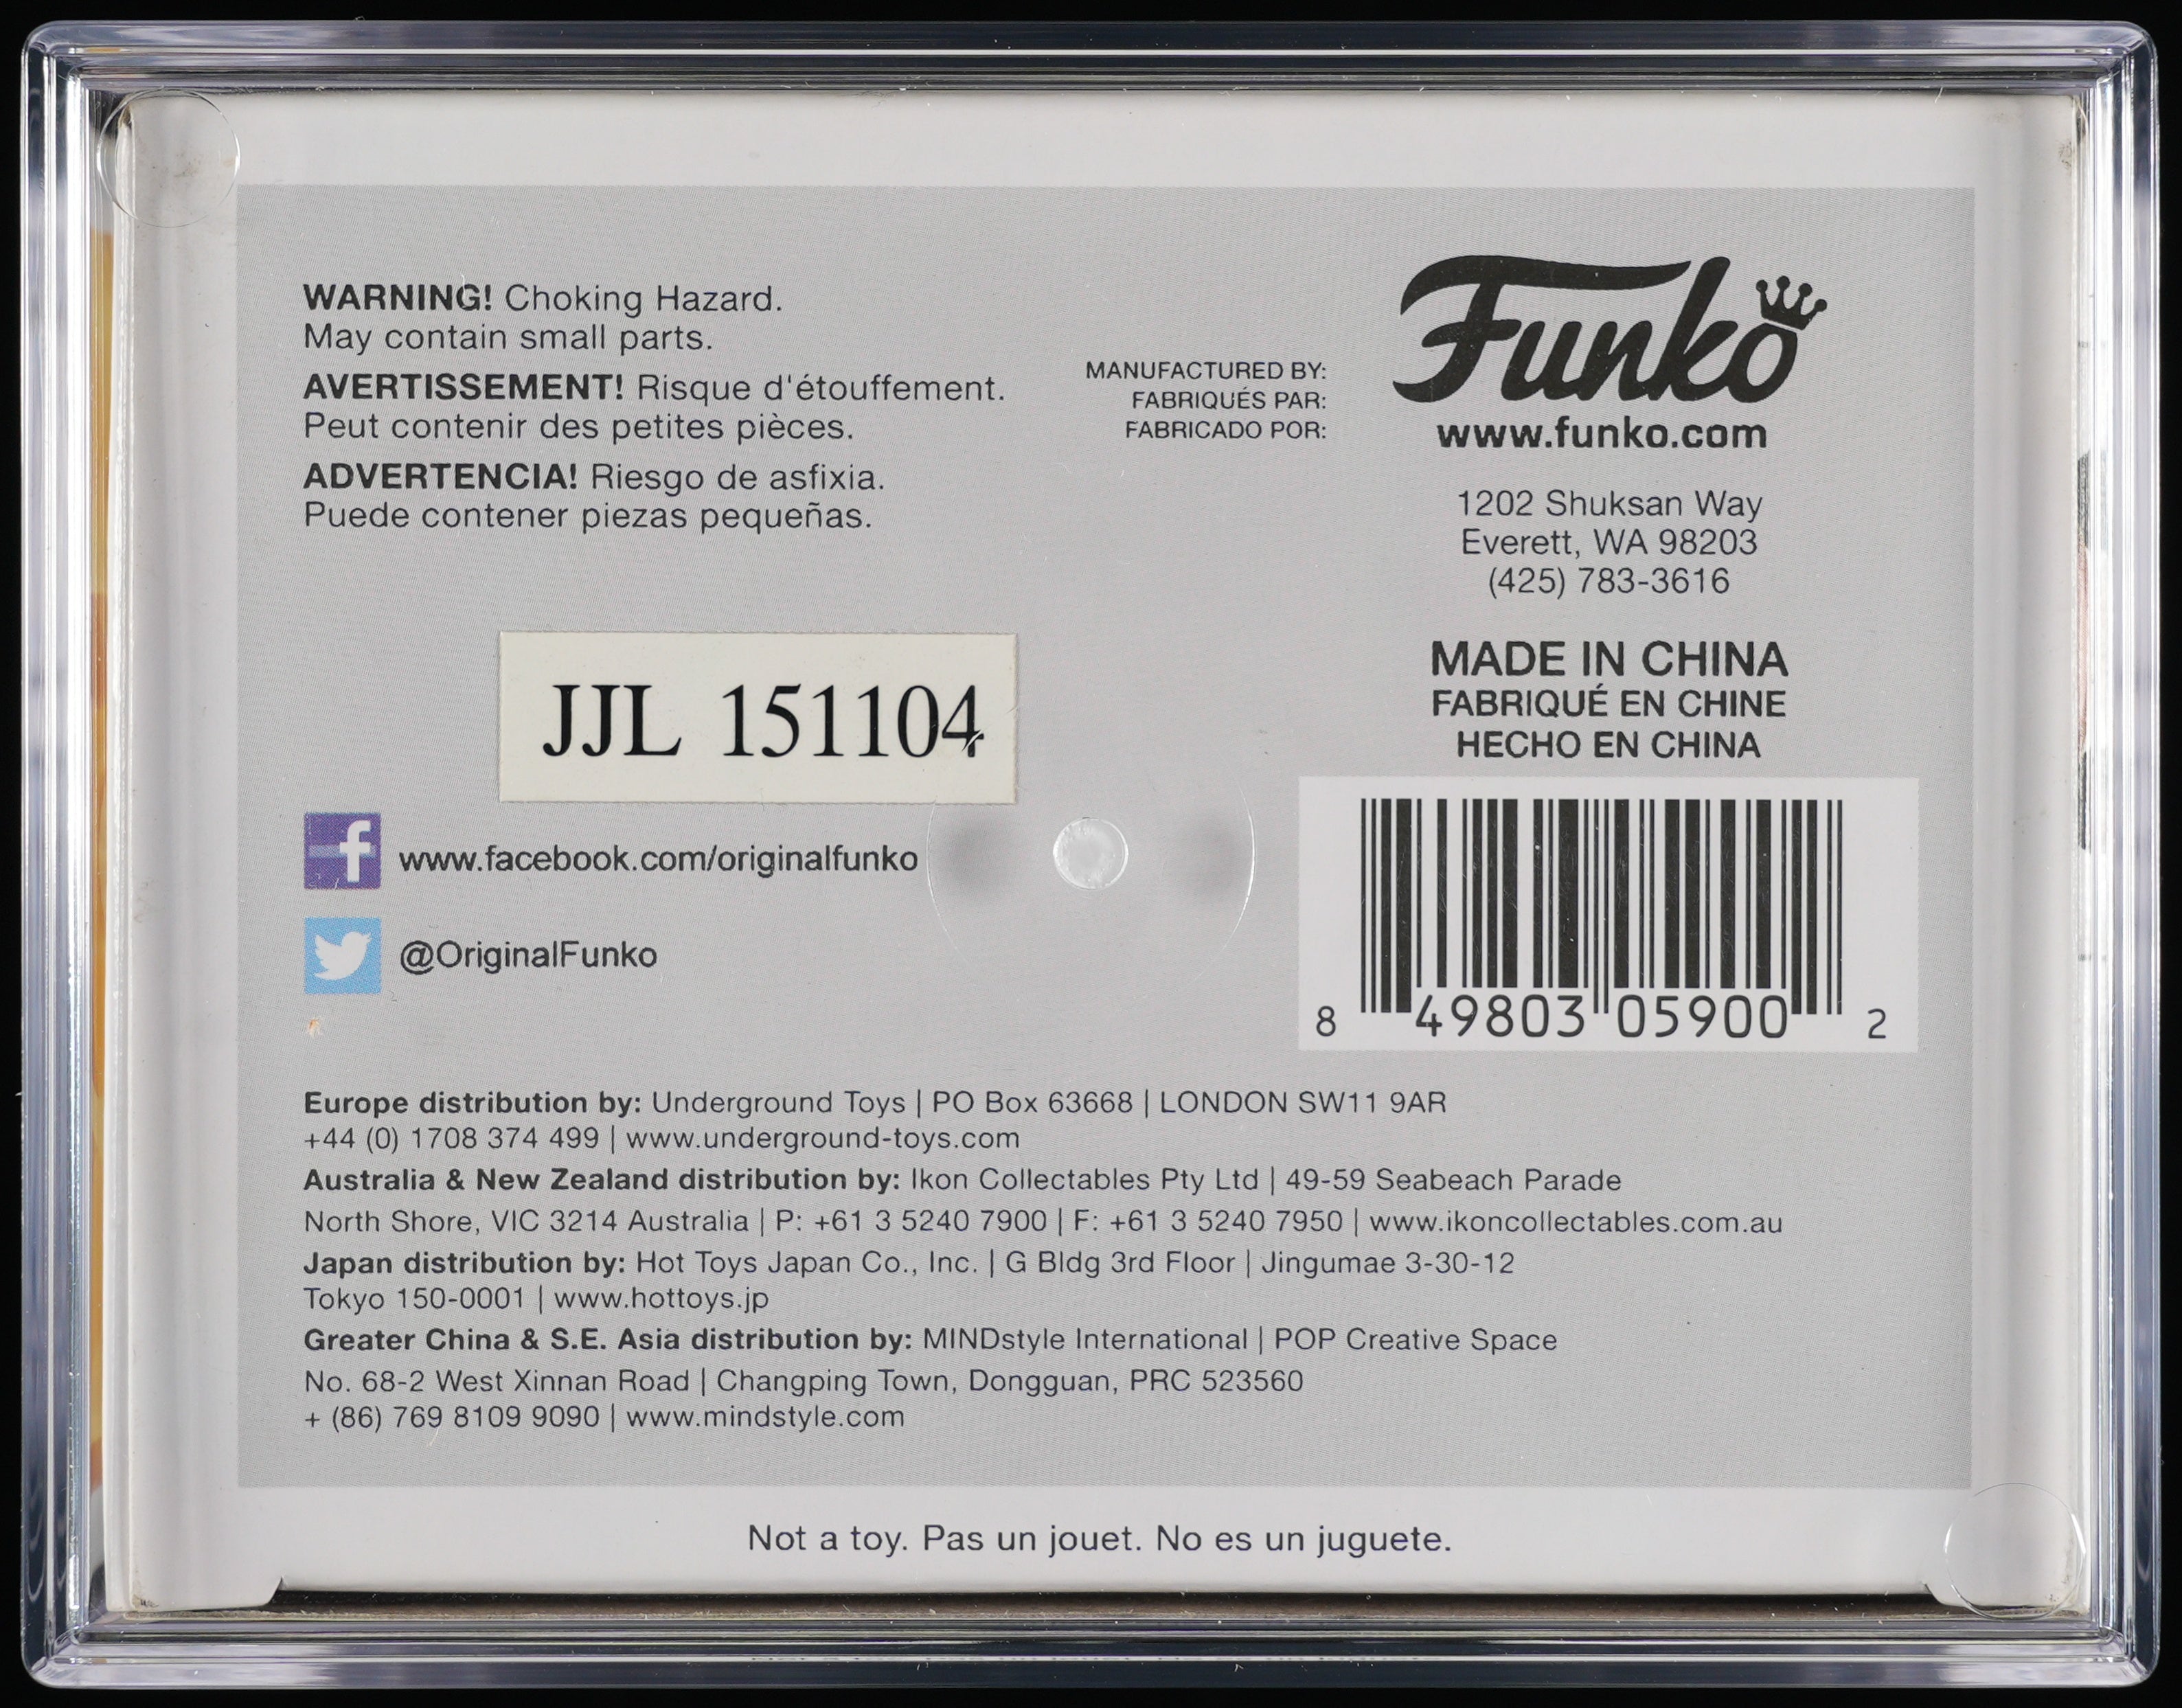 WARNING! Choking Hazard.
May contain small parts.
AVERTISSEMENT! Risque d'étouffement.
Peut contenir des petites pièces.
ADVERTENCIA! Riesgo de asfixia.
Puede contener piezas pequeñas.
MANUFACTURED BY:
FABRIQUÉS PAR:
FABRICADO POR:
Funko
www.funko.com
1202 Shuksan Way
Everett, WA 98203
(425) 783-3616
MADE IN CHINA
FABRIQUÉ EN CHINE
HECHO EN CHINA
JJL 151104
f www.facebook.com/originalfunko
@OriginalFunko
8 49803 05900 2
Europe distribution by: Underground Toys | PO Box 63668 | LONDON SW11 9AR
+44 (0) 1708 374 499 | www.underground-toys.com
Australia & New Zealand distribution by: Ikon Collectables Pty Ltd | 49-59 Seabeach Parade
North Shore, VIC 3214 Australia | P: +61 3 5240 7900 | F: +61 3 5240 7950 | www.ikoncollectables.com.au
Japan distribution by: Hot Toys Japan Co., Inc. | G Bldg 3rd Floor | Jingumae 3-30-12
Tokyo 150-0001 | www.hottoys.jp
Greater China & S.E. Asia distribution by: MINDstyle International | POP Creative Space
No. 68-2 West Xinnan Road | Changping Town, Dongguan, PRC 523560
+ (86) 769 8109 9090 | www.mindstyle.com
Not a toy. Pas un jouet. No es un juguete.